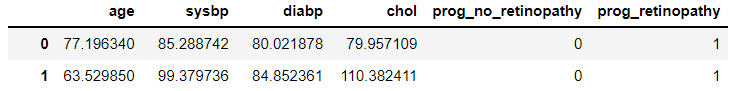 age sysbp diabp chol prog_no_retinopathy prog_retinopathy
0 77.196340 85.288742 80.021878 79.957109 0 1
1 63.529850 99.379736 84.852361 110.382411 0 1